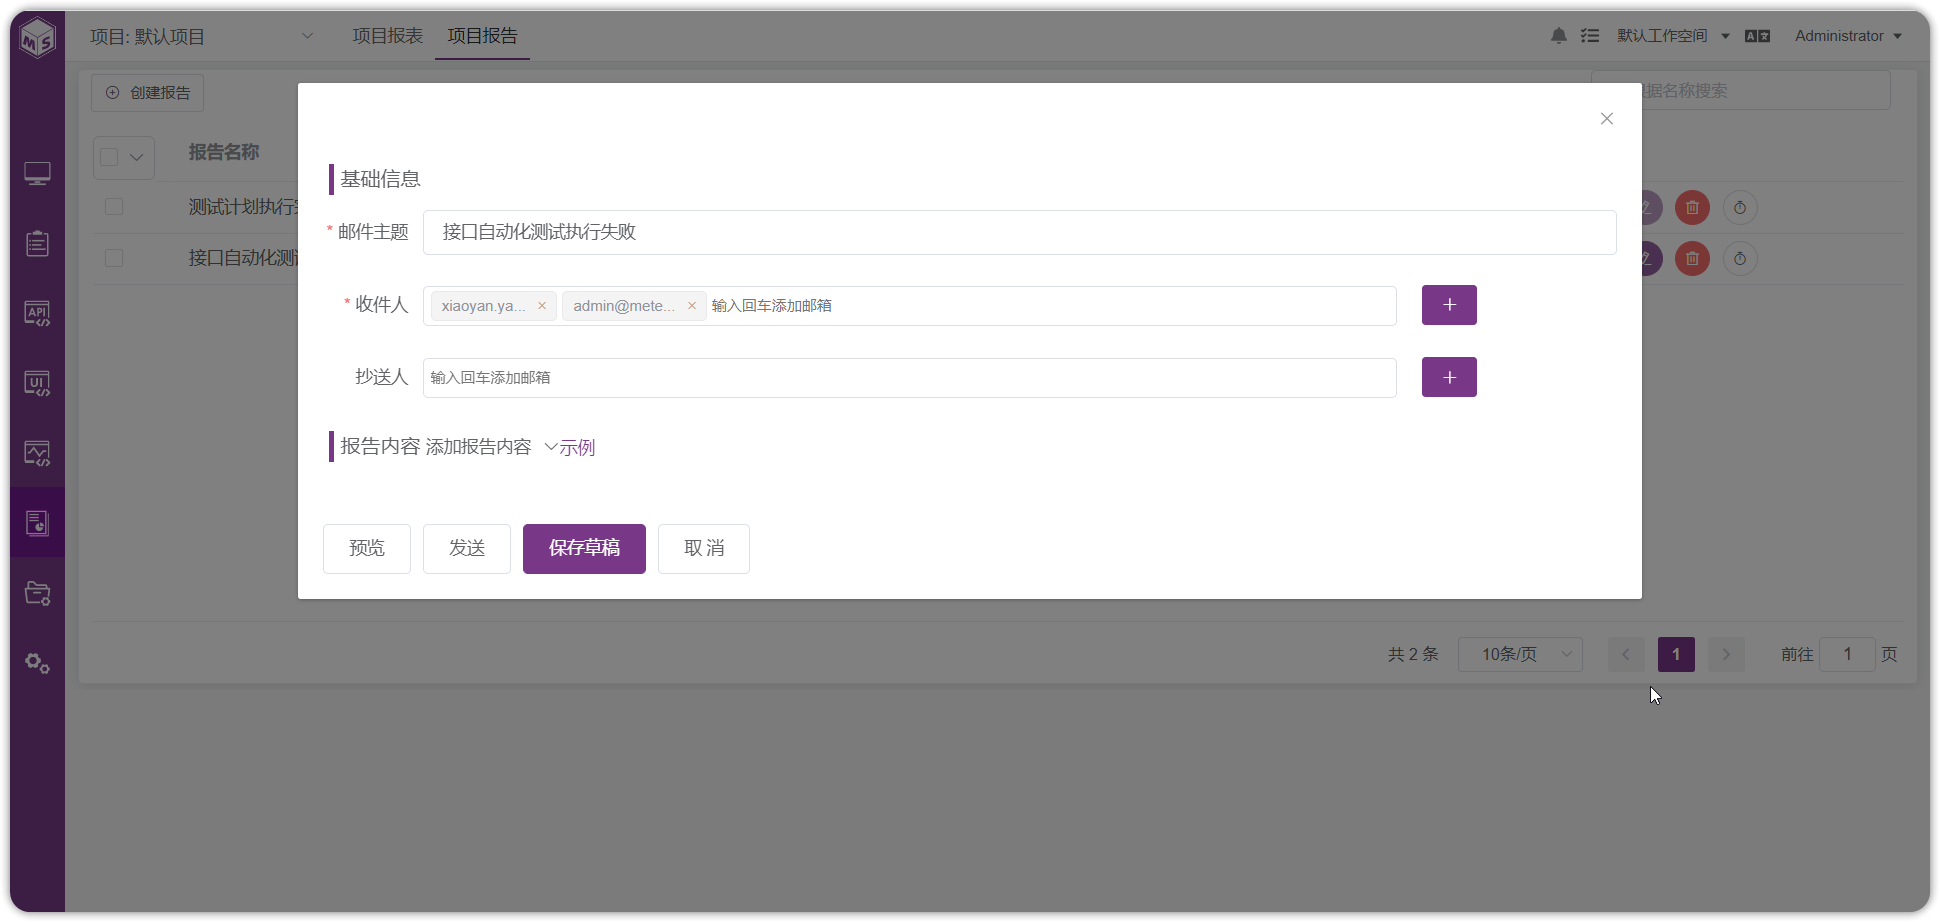 项目: 默认项目 项目报表 项目报告 默认工作空间 Administrator
MS
创建报告 据名称搜索
报告名称
测试计划执行
接口自动化测
API
UI
基础信息
* 邮件主题 接口自动化测试执行失败
* 收件人 xiaoyan.ya... × admin@mete... × 输入回车添加邮箱 +
抄送人 输入回车添加邮箱 +
报告内容 添加报告内容 示例
预览 发送 保存草稿 取 消
共 2 条 10条/页 1 前往 1 页